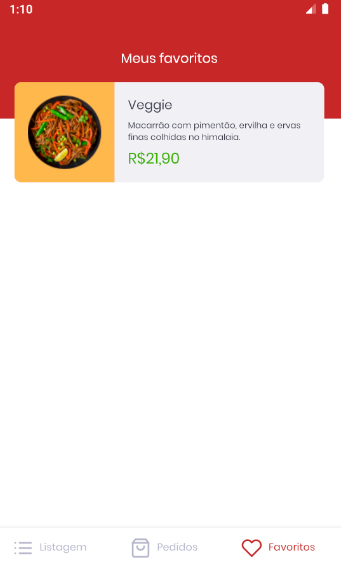 1:10
Meus favoritos
Veggie
Macarrão com pimentão, ervilha e ervas
finas colhidas no himalaia.
R$21,90
Listagem
Pedidos
Favoritos